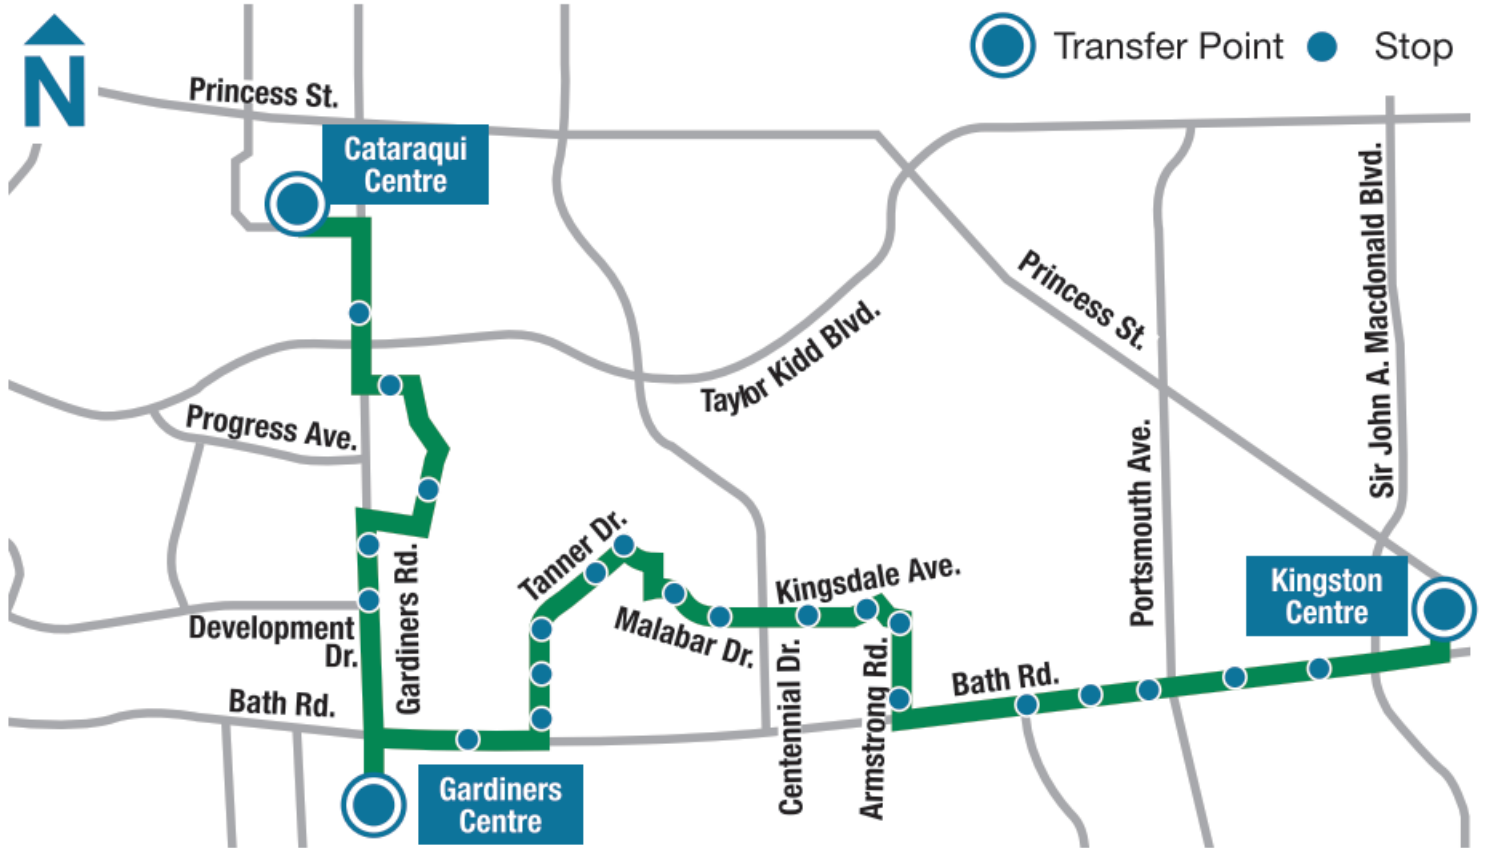 Transfer Point
Stop
N
Princess St.
Cataraqui
Centre
Princess St.
Sir John A. Macdonald Blvd.
Taylor Kidd Blvd.
Progress Ave.
Portsmouth Ave.
Tanner Dr.
Kingsdale Ave.
Kingston
Centre
Gardiners Rd.
Development
Dr.
Malabar Dr.
Centennial Dr.
Armstrong Rd.
Bath Rd.
Bath Rd.
Gardiners
Centre